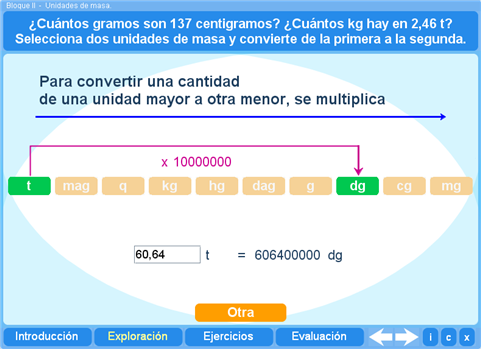 Bloque II - Unidades de masa.
¿Cuántos gramos son 137 centigramos? ¿Cuántos kg hay en 2,46 t?
Selecciona dos unidades de masa y convierte de la primera a la segunda.
Para convertir una cantidad
de una unidad mayor a otra menor, se multiplica
x 10000000
t mag q kg hg dag g dg cg mg
60,64 t = 606400000 dg
Otra
Introducción Exploración Ejercicios Evaluación i c x